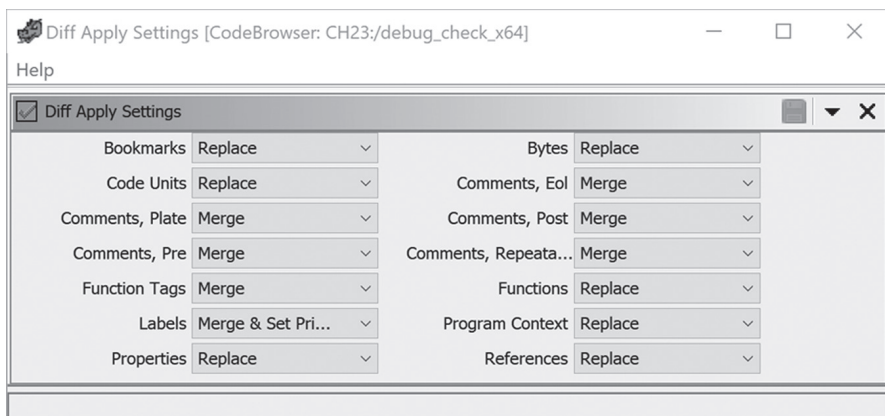 Diff Apply Settings [CodeBrowser: CH23:/debug_check_x64]
Help
Diff Apply Settings
Bookmarks Replace Bytes Replace
Code Units Replace Comments, Eol Merge
Comments, Plate Merge Comments, Post Merge
Comments, Pre Merge Comments, Repeata... Merge
Function Tags Merge Functions Replace
Labels Merge & Set Pri... Program Context Replace
Properties Replace References Replace